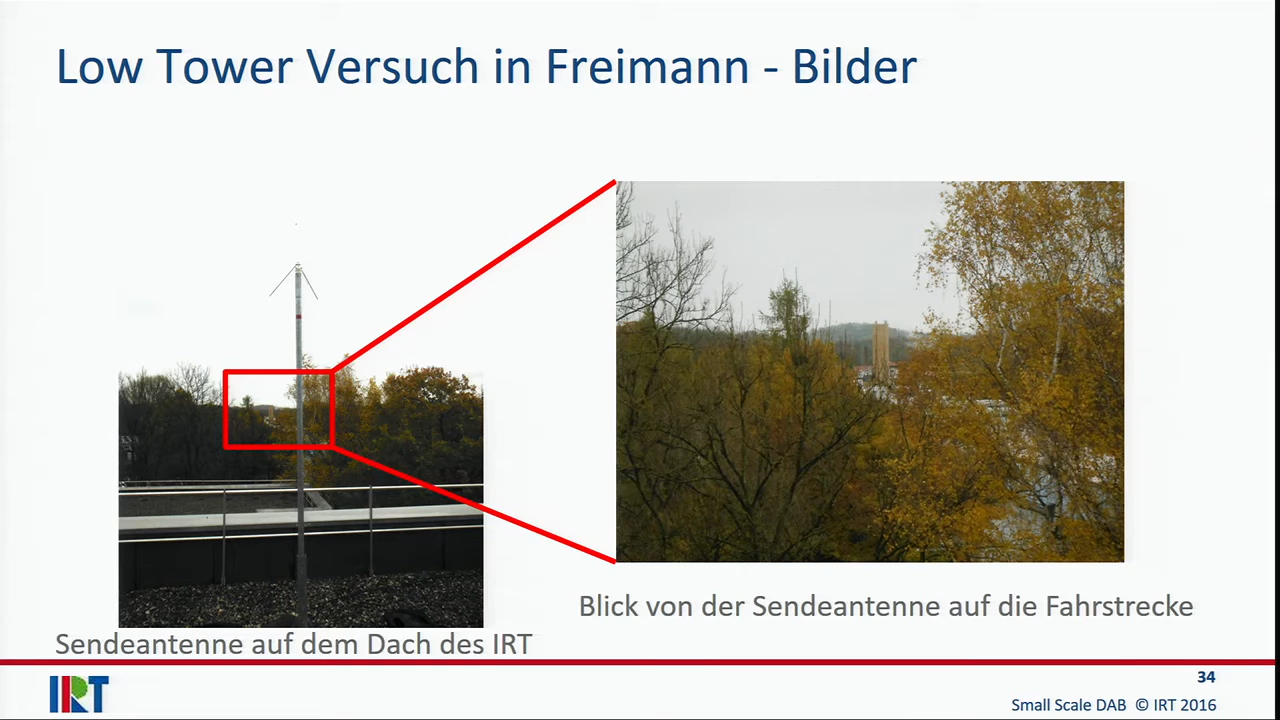 Low Tower Versuch in Freimann - Bilder
Blick von der Sendeantenne auf die Fahrstrecke
Sendeantenne auf dem Dach des IRT
IRT
34
Small Scale DAB © IRT 2016